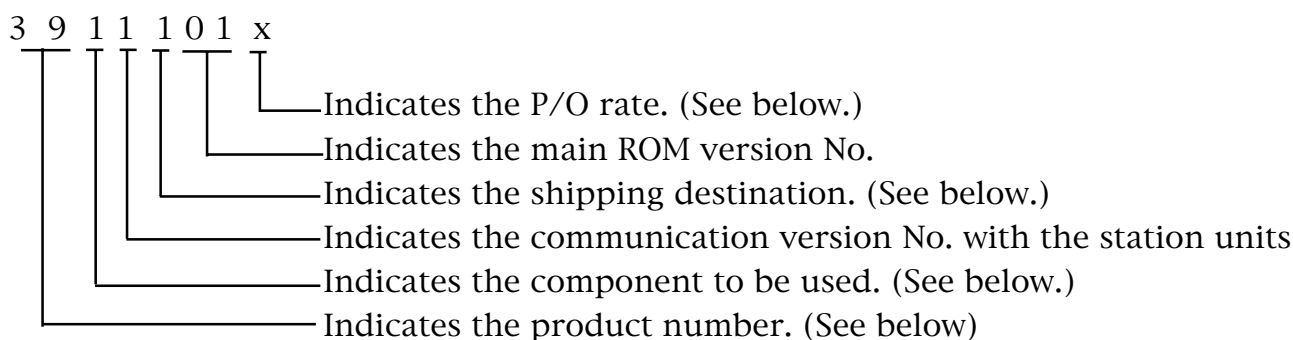 3 9 1 1 1 0 1 x
Indicates the P/O rate. (See below.)
Indicates the main ROM version No.
Indicates the shipping destination. (See below.)
Indicates the communication version No. with the station units
Indicates the component to be used. (See below.)
Indicates the product number. (See below)